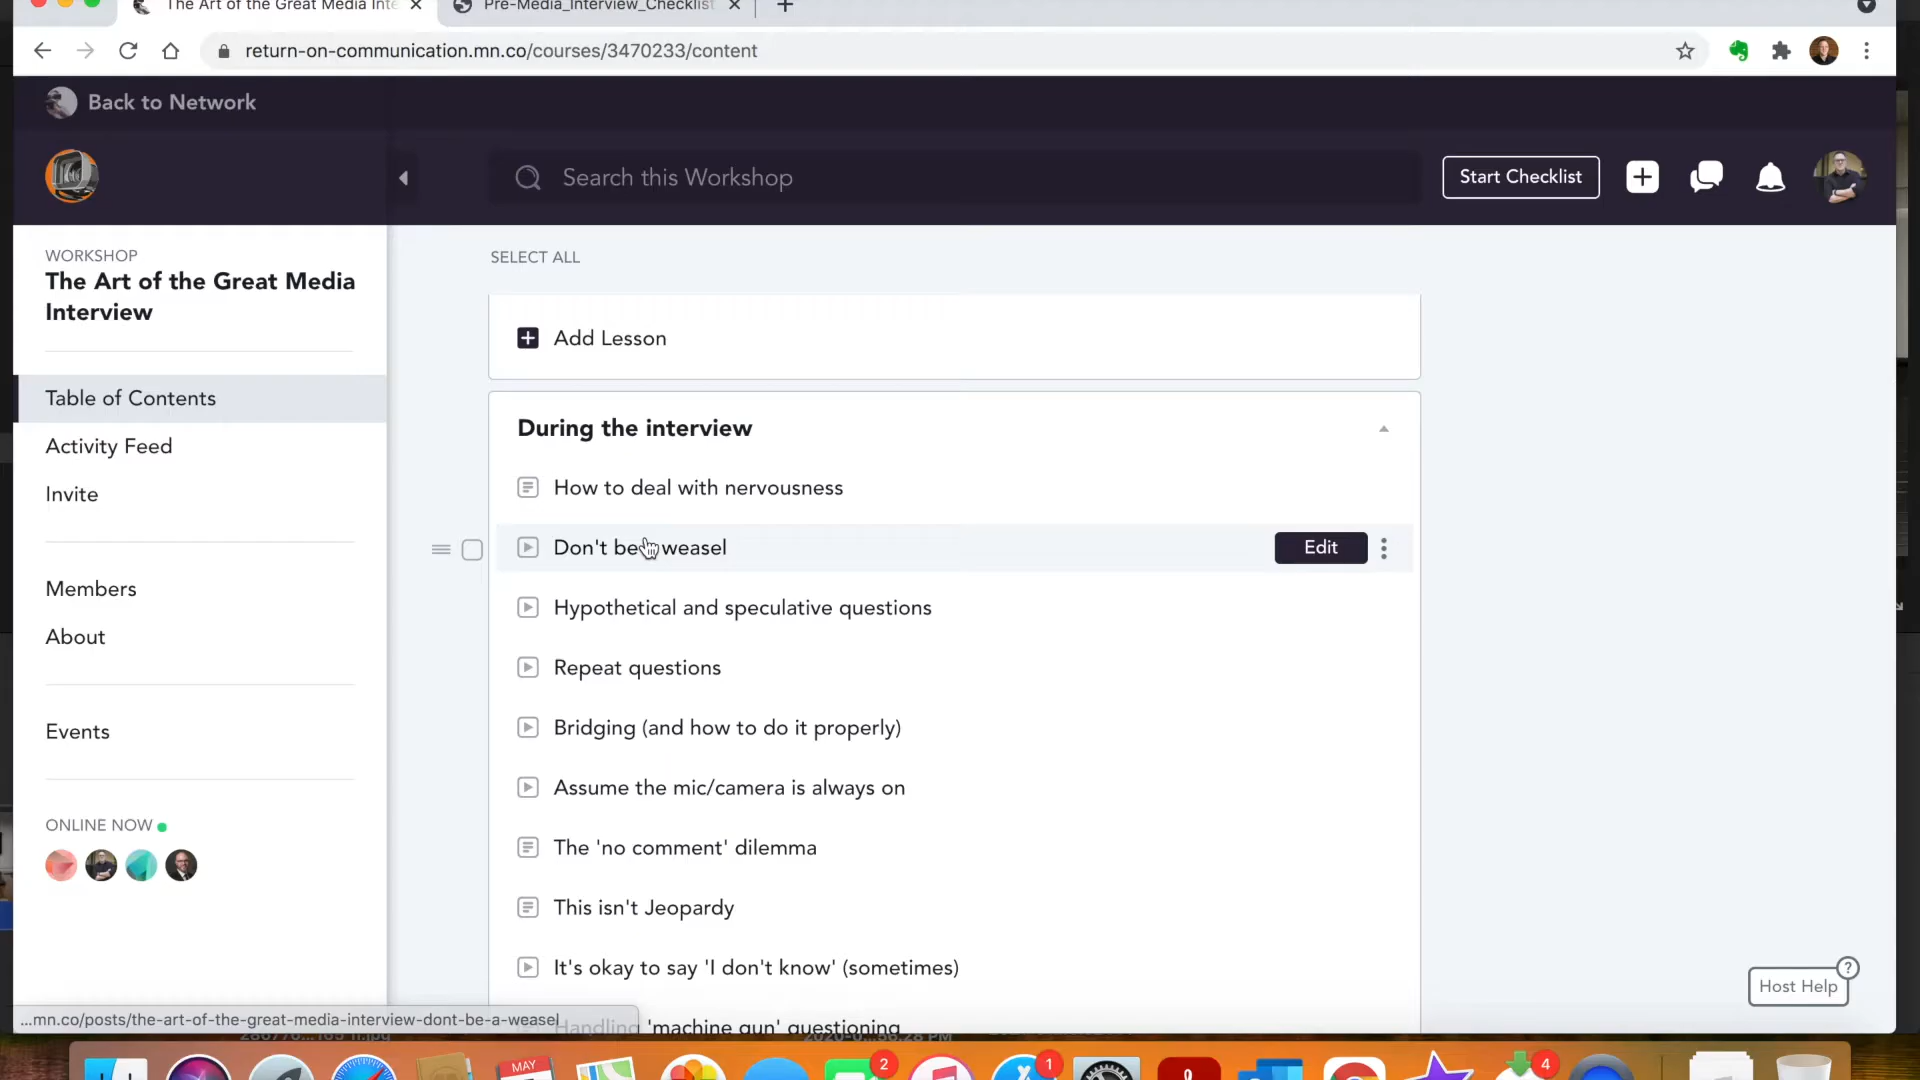 The Art of the Great Media Inte
Pre-Media_Interview_Checklist
return-on-communication.mn.co/courses/3470233/content
Back to Network
Search this Workshop
Start Checklist
WORKSHOP
The Art of the Great Media
Interview
Table of Contents
Activity Feed
Invite
Members
About
Events
ONLINE NOW
SELECT ALL
Add Lesson
During the interview
How to deal with nervousness
Don't be weasel
Edit
Hypothetical and speculative questions
Repeat questions
Bridging (and how to do it properly)
Assume the mic/camera is always on
The 'no comment' dilemma
This isn't Jeopardy
It's okay to say 'I don't know' (sometimes)
Handling 'machine gun' questioning
Host Help
?
...mn.co/posts/the-art-of-the-great-media-interview-dont-be-a-weasel
MAY
2
1
4